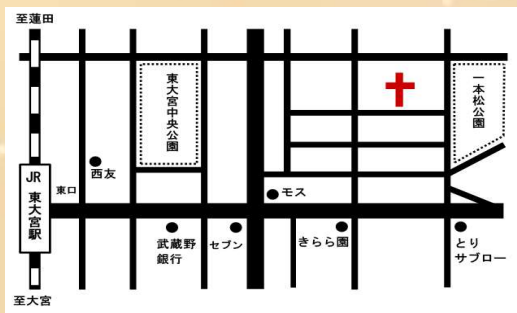 至蓮田
東大宮中央公園
一本松公園
西友
JR
東大宮駅
東口
モス
武蔵野
銀行
セブン
きらら園
とり
サブロー
至大宮